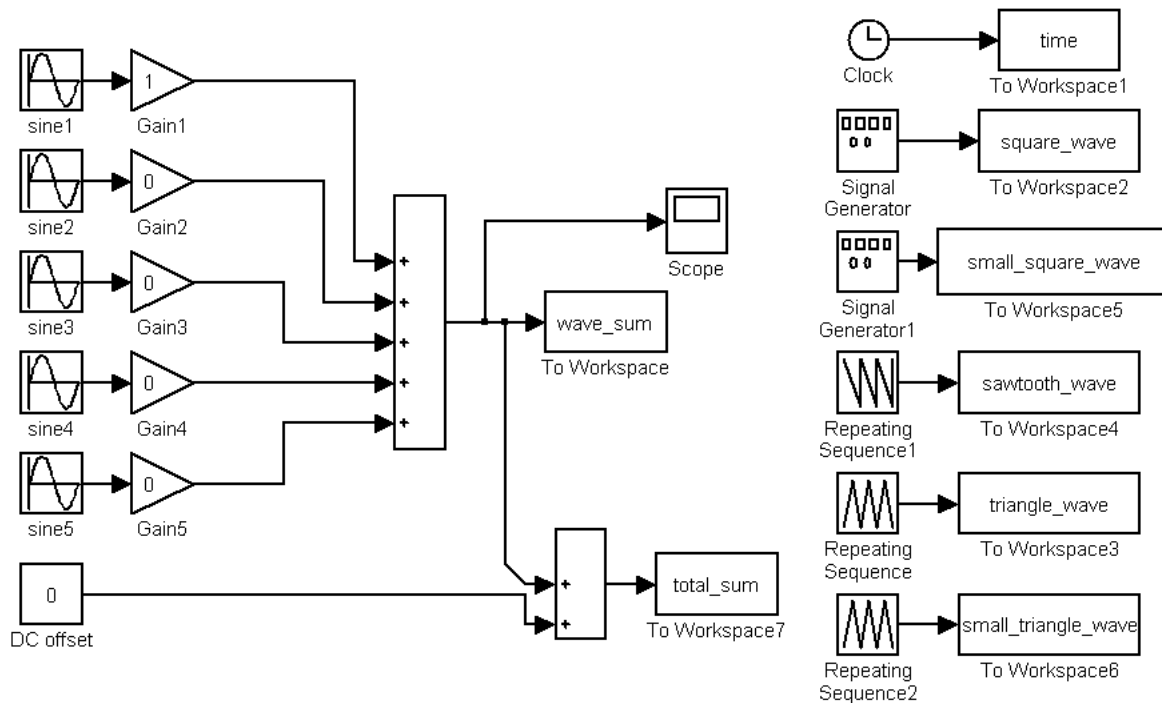 1
sine1
Gain1
0
sine2
Gain2
0
sine3
Gain3
0
sine4
Gain4
0
sine5
Gain5
0
DC offset
+
+
+
+
+
Scope
wave_sum
To Workspace
+
+
total_sum
To Workspace7
Clock
time
To Workspace1
Signal
Generator
square_wave
To Workspace2
Signal
Generator1
small_square_wave
To Workspace5
Repeating
Sequence1
sawtooth_wave
To Workspace4
Repeating
Sequence
triangle_wave
To Workspace3
Repeating
Sequence2
small_triangle_wave
To Workspace6